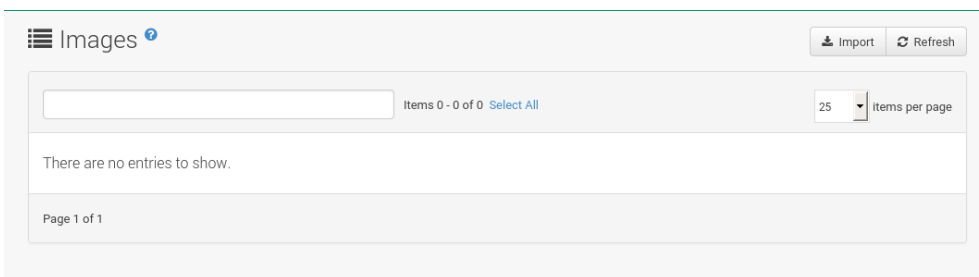 Images ?
Import Refresh
Items 0 - 0 of 0 Select All 25 items per page
There are no entries to show.
Page 1 of 1